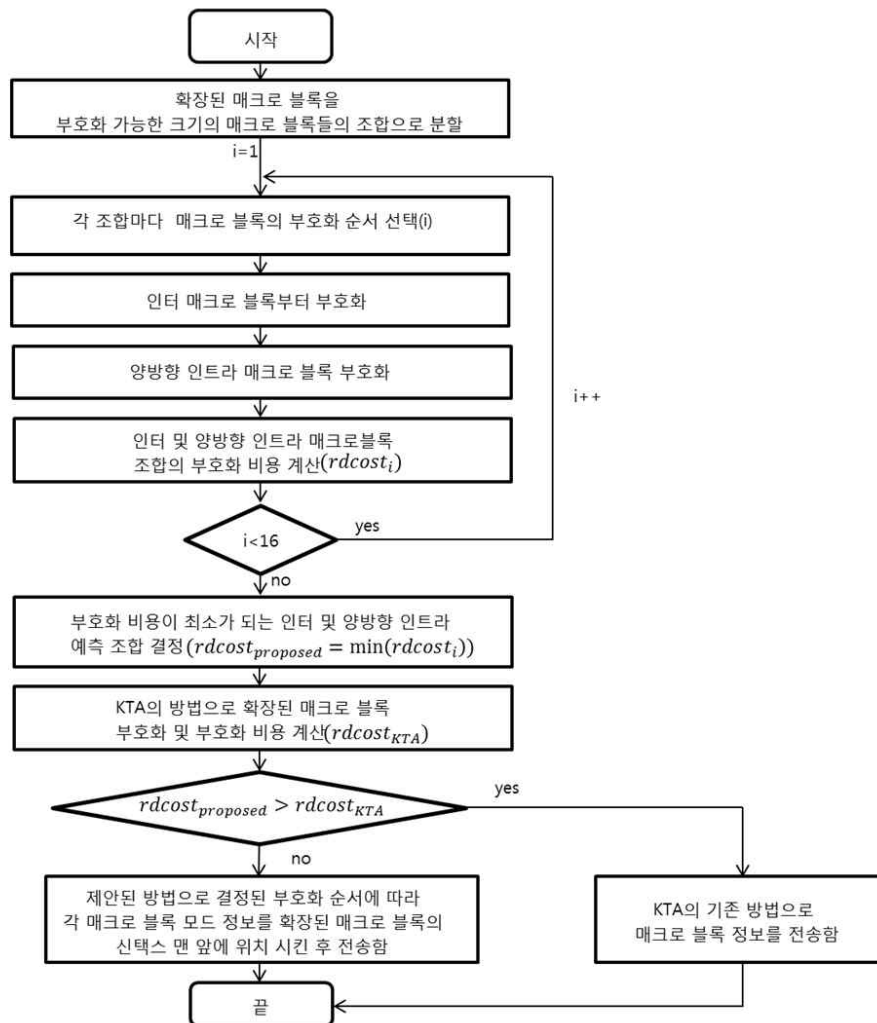 시작
확장된 매크로 블록을
부호화 가능한 크기의 매크로 블록들의 조합으로 분할
i=1
각 조합마다 매크로 블록의 부호화 순서 선택(i)
인터 매크로 블록부터 부호화
양방향 인트라 매크로 블록 부호화
i++
인터 및 양방향 인트라 매크로블록
조합의 부호화 비용 계산(rdcost_i)
i<16
yes
no
부호화 비용이 최소가 되는 인터 및 양방향 인트라
예측 조합 결정(rdcost_proposed = min(rdcost_i))
KTA의 방법으로 확장된 매크로 블록
부호화 및 부호화 비용 계산(rdcost_KTA)
rdcost_proposed > rdcost_KTA
yes
no
제안된 방법으로 결정된 부호화 순서에 따라
각 매크로 블록 모드 정보를 확장된 매크로 블록의
신택스 맨 앞에 위치 시킨 후 전송함
KTA의 기존 방법으로
매크로 블록 정보를 전송함
끝